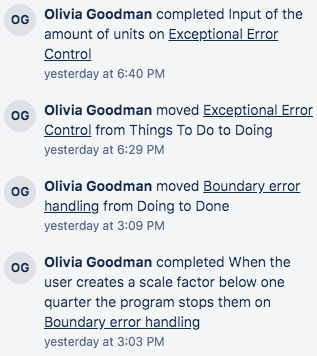 OG
Olivia Goodman completed Input of the
amount of units on Exceptional Error
Control
yesterday at 6:40 PM
OG
Olivia Goodman moved Exceptional Error
Control from Things To Do to Doing
yesterday at 6:29 PM
OG
Olivia Goodman moved Boundary error
handling from Doing to Done
yesterday at 3:09 PM
OG
Olivia Goodman completed When the
user creates a scale factor below one
quarter the program stops them on
Boundary error handling
yesterday at 3:03 PM